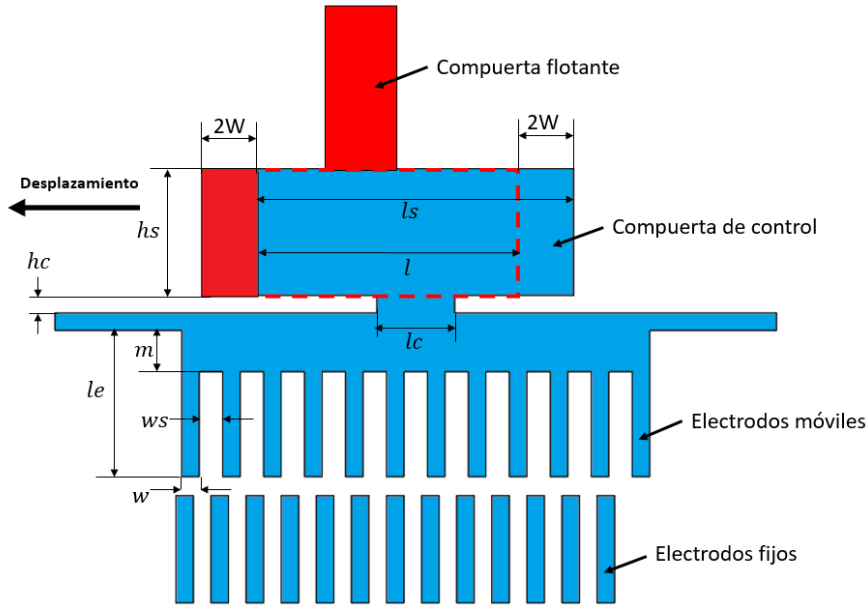 Compuerta flotante
2W
2W
Desplazamiento
ls
hs
Compuerta de control
l
hc
lc
m
le
ws
Electrodos móviles
w
Electrodos fijos